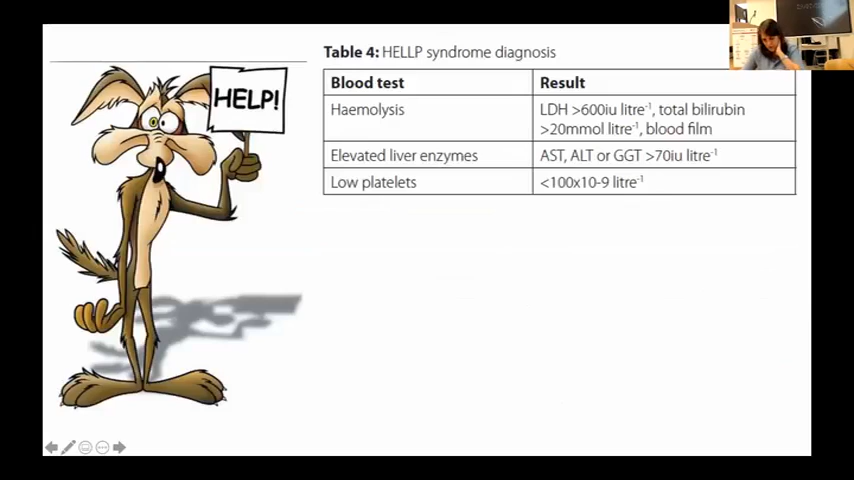 Table 4: HELLP syndrome diagnosis
HELP!
Blood test Result
Haemolysis LDH >600iu litre⁻¹, total bilirubin
>20mmol litre⁻¹, blood film
Elevated liver enzymes AST, ALT or GGT >70iu litre⁻¹
Low platelets <100x10-9 litre⁻¹